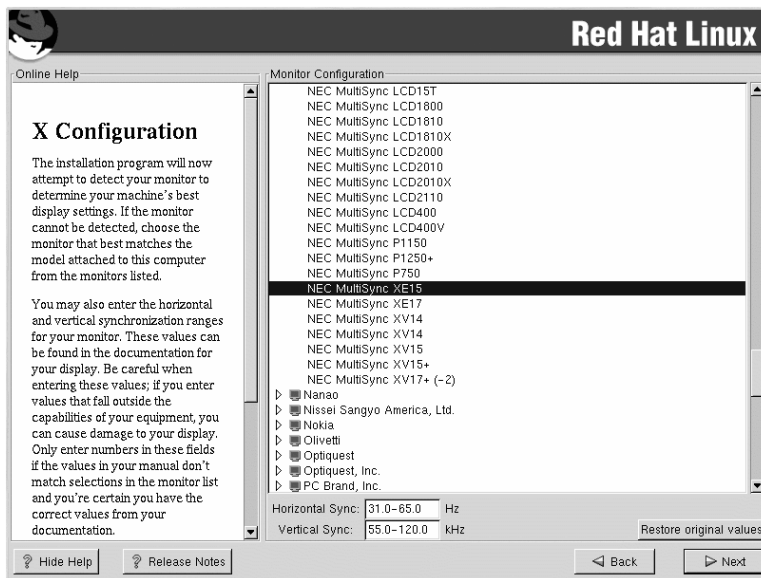 Red Hat Linux
Online Help
X Configuration
The installation program will now
attempt to detect your monitor to
determine your machine's best
display settings. If the monitor
cannot be detected, choose the
monitor that best matches the
model attached to this computer
from the monitors listed.
You may also enter the horizontal
and vertical synchronization ranges
for your monitor. These values can
be found in the documentation for
your display. Be careful when
entering these values; if you enter
values that fall outside the
capabilities of your equipment, you
can cause damage to your display.
Only enter numbers in these fields
if the values in your manual don't
match selections in the monitor list
and you're certain you have the
correct values from your
documentation.
Monitor Configuration
NEC MultiSync LCD15T
NEC MultiSync LCD1800
NEC MultiSync LCD1810
NEC MultiSync LCD1810X
NEC MultiSync LCD2000
NEC MultiSync LCD2010
NEC MultiSync LCD2010X
NEC MultiSync LCD2110
NEC MultiSync LCD400
NEC MultiSync LCD400V
NEC MultiSync P1150
NEC MultiSync P1250+
NEC MultiSync P750
NEC MultiSync XE15
NEC MultiSync XE17
NEC MultiSync XV14
NEC MultiSync XV14
NEC MultiSync XV15
NEC MultiSync XV15+
NEC MultiSync XV17+ (-2)
Nanao
Nissei Sangyo America, Ltd.
Nokia
Olivetti
Optiquest
Optiquest, Inc.
PC Brand, Inc.
Horizontal Sync: 31.0-65.0 Hz
Vertical Sync: 55.0-120.0 kHz
Restore original values
? Hide Help
? Release Notes
Back
Next